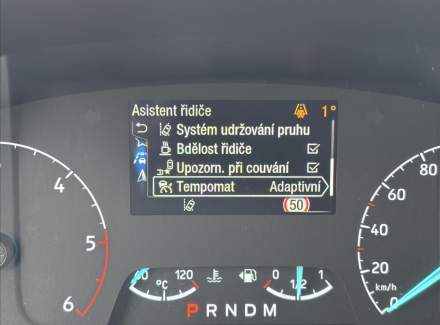 Asistent řidiče 1°
Systém udržování pruhu
Bdělost řidiče
Upozorn. při couvání
Tempomat Adaptivní
50
4
5
6
80
60
20
0
km/h
60 120
°C
0 1/2 1
P R N D M